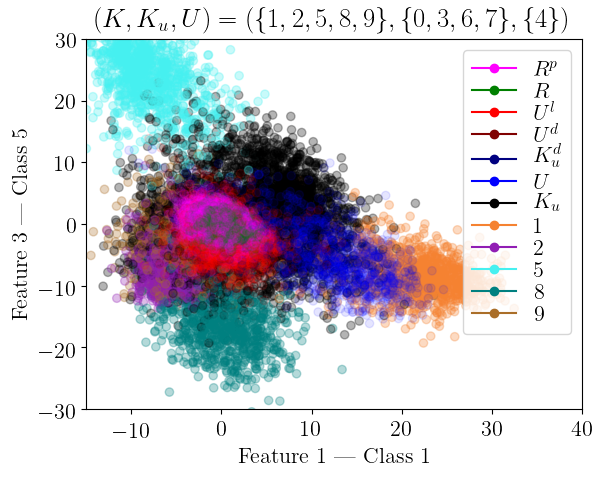 (K, K_u, U) = ({1, 2, 5, 8, 9}, {0, 3, 6, 7}, {4})
Feature 3 — Class 5
30
20
10
0
−10
−20
−30
−10 0 10 20 30 40
Feature 1 — Class 1
R^p
R
U^l
U^d
K_u^d
U
K_u
1
2
5
8
9